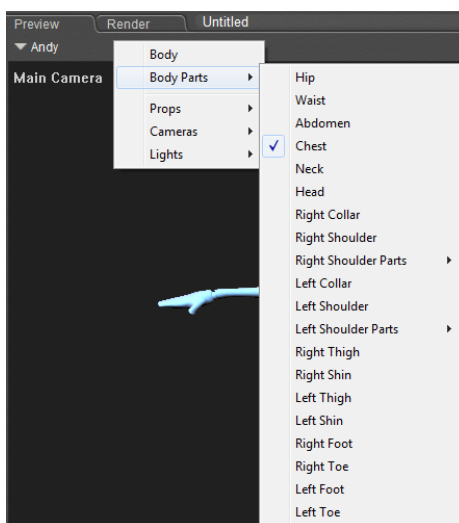 Preview Render Untitled
Andy
Main Camera
Body
Body Parts
Props
Cameras
Lights
Hip
Waist
Abdomen
Chest
Neck
Head
Right Collar
Right Shoulder
Right Shoulder Parts
Left Collar
Left Shoulder
Left Shoulder Parts
Right Thigh
Right Shin
Left Thigh
Left Shin
Right Foot
Right Toe
Left Foot
Left Toe